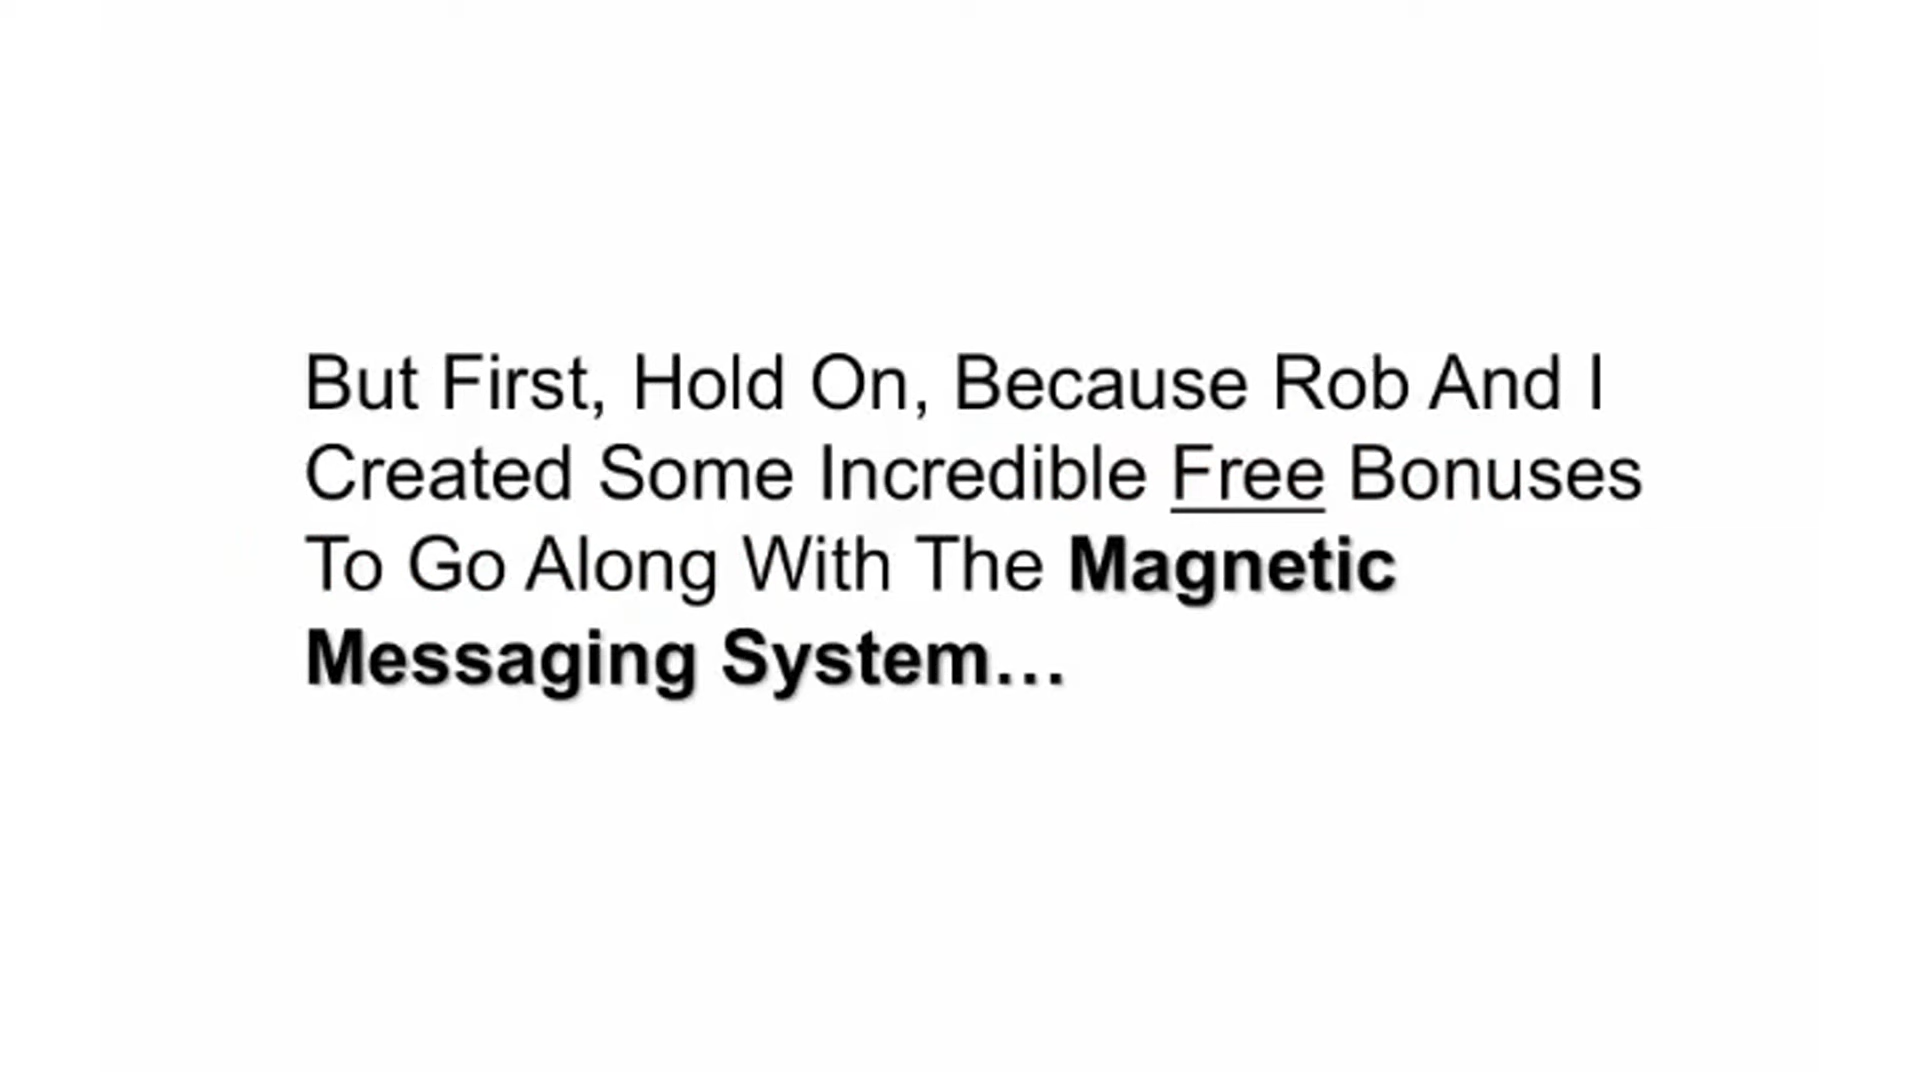 But First, Hold On, Because Rob And I
Created Some Incredible Free Bonuses
To Go Along With The Magnetic
Messaging System…